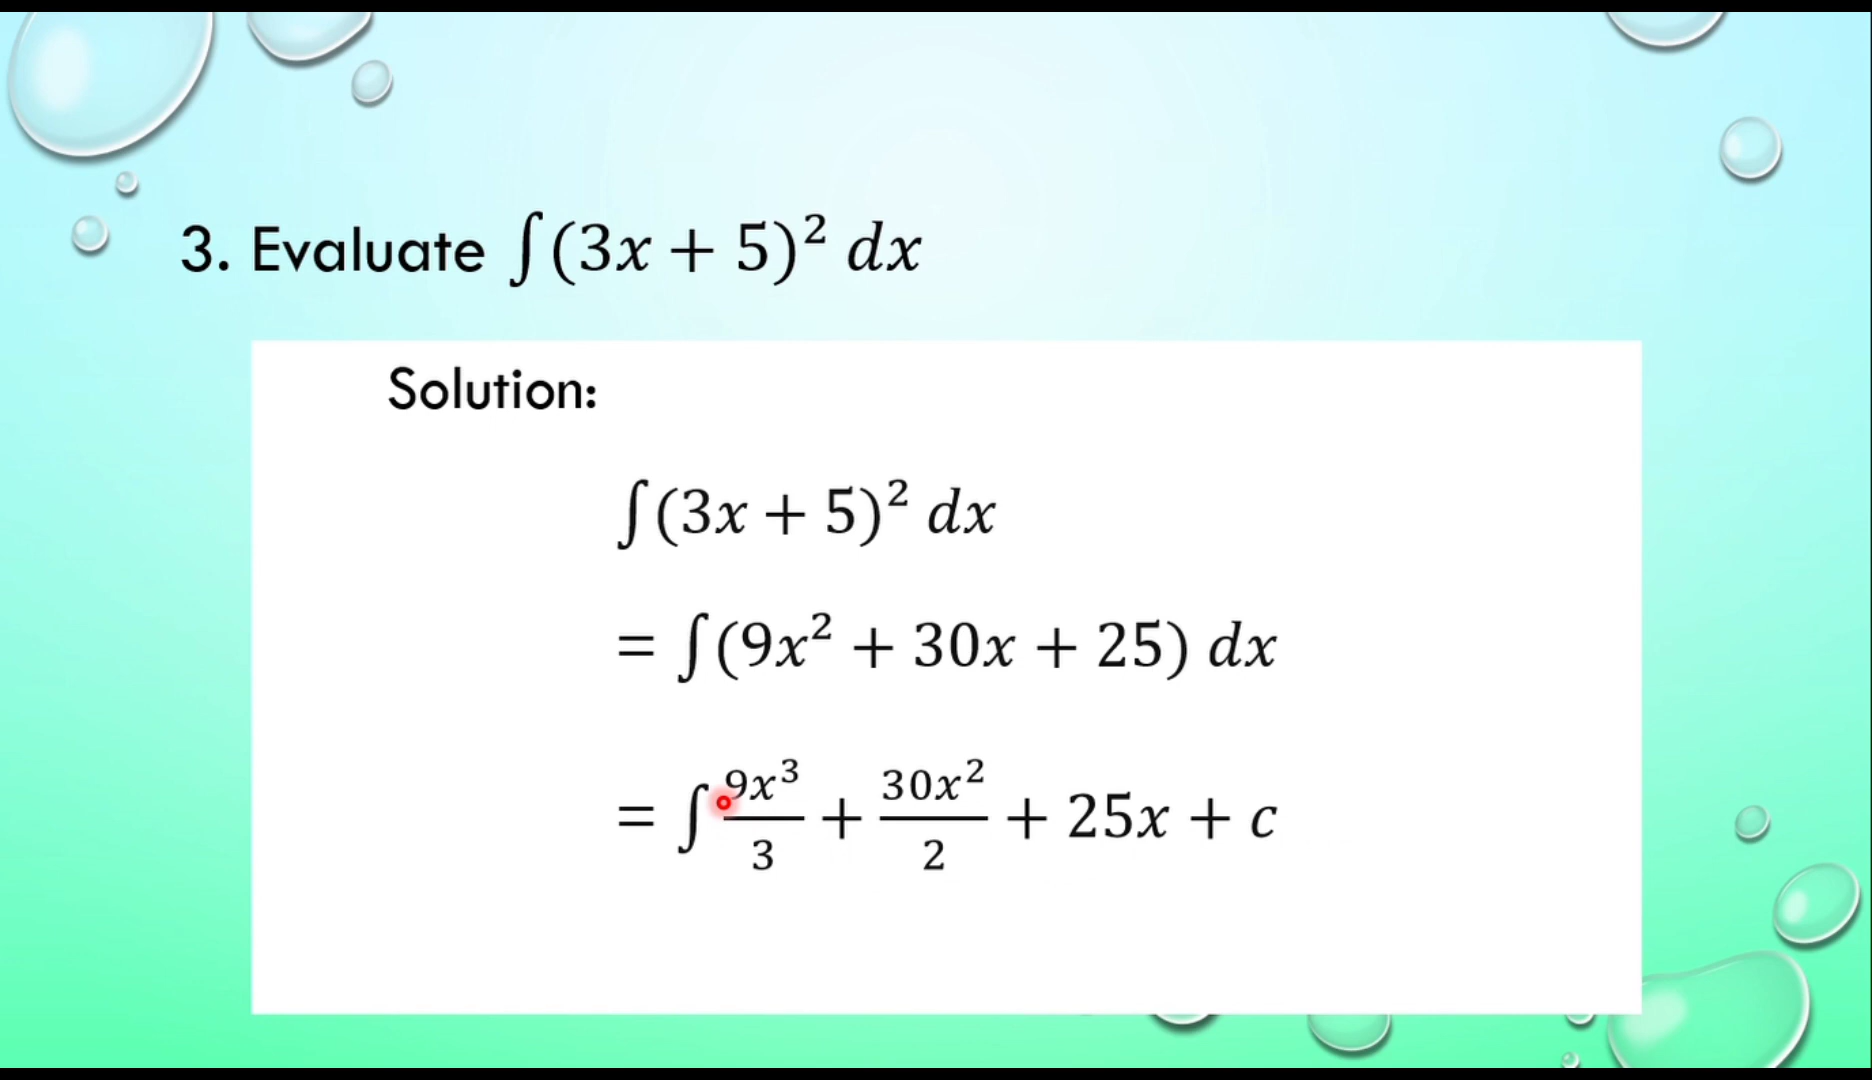 3. Evaluate ∫(3x + 5)² dx
Solution:
∫(3x + 5)² dx
= ∫(9x² + 30x + 25) dx
= ∫ 9x³/3 + 30x²/2 + 25x + c